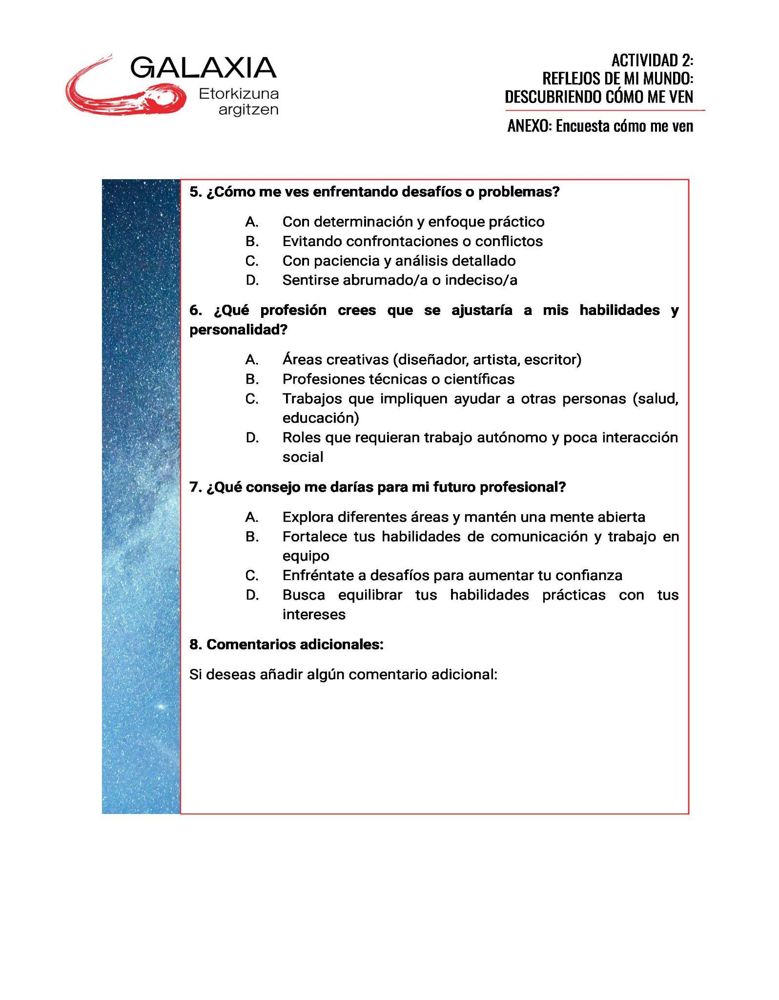 GALAXIA
Etorkizuna
argitzen
ACTIVIDAD 2:
REFLEJOS DE MI MUNDO:
DESCUBRIENDO CÓMO ME VEN
ANEXO: Encuesta cómo me ven
5. ¿Cómo me ves enfrentando desafíos o problemas?
A. Con determinación y enfoque práctico
B. Evitando confrontaciones o conflictos
C. Con paciencia y análisis detallado
D. Sentirse abrumado/a o indeciso/a
6. ¿Qué profesión crees que se ajustaría a mis habilidades y
personalidad?
A. Áreas creativas (diseñador, artista, escritor)
B. Profesiones técnicas o científicas
C. Trabajos que impliquen ayudar a otras personas (salud,
educación)
D. Roles que requieran trabajo autónomo y poca interacción
social
7. ¿Qué consejo me darías para mi futuro profesional?
A. Explora diferentes áreas y mantén una mente abierta
B. Fortalece tus habilidades de comunicación y trabajo en
equipo
C. Enfréntate a desafíos para aumentar tu confianza
D. Busca equilibrar tus habilidades prácticas con tus
intereses
8. Comentarios adicionales:
Si deseas añadir algún comentario adicional: